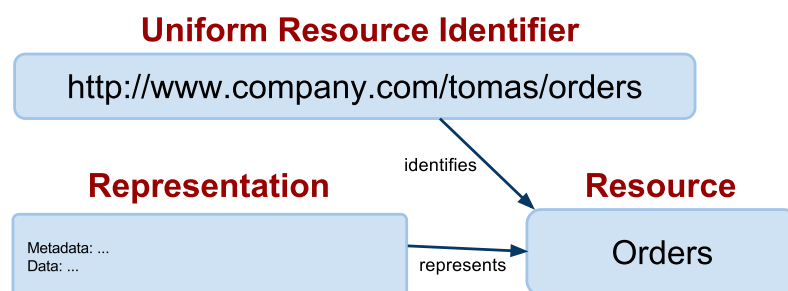 Uniform Resource Identifier
http://www.company.com/tomas/orders
identifies
Representation
Resource
Metadata: ...
Data: ...
represents
Orders